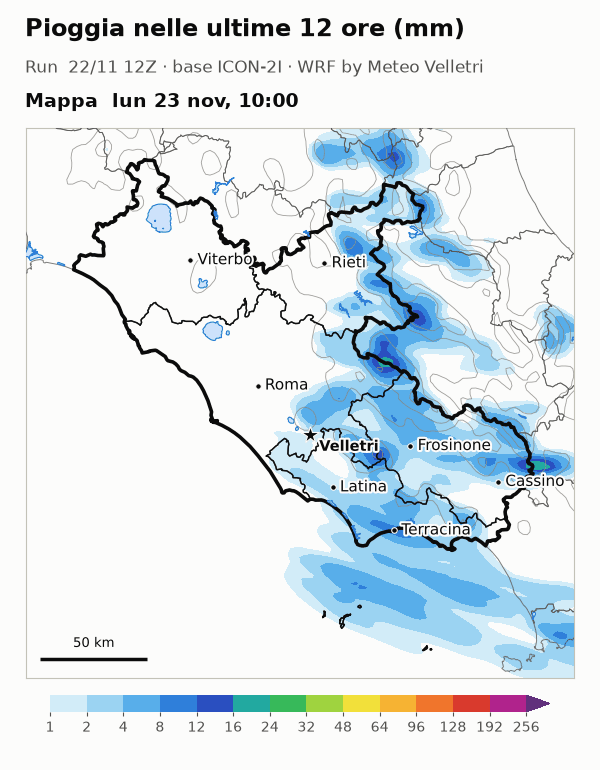 Pioggia nelle ultime 12 ore (mm)
Run 22/11 12Z · base ICON-2I · WRF by Meteo Velletri
Mappa lun 23 nov, 10:00
Viterbo
Rieti
Roma
Velletri
Frosinone
Cassino
Latina
Terracina
50 km
1 2 4 8 12 16 24 32 48 64 96 128 192 256